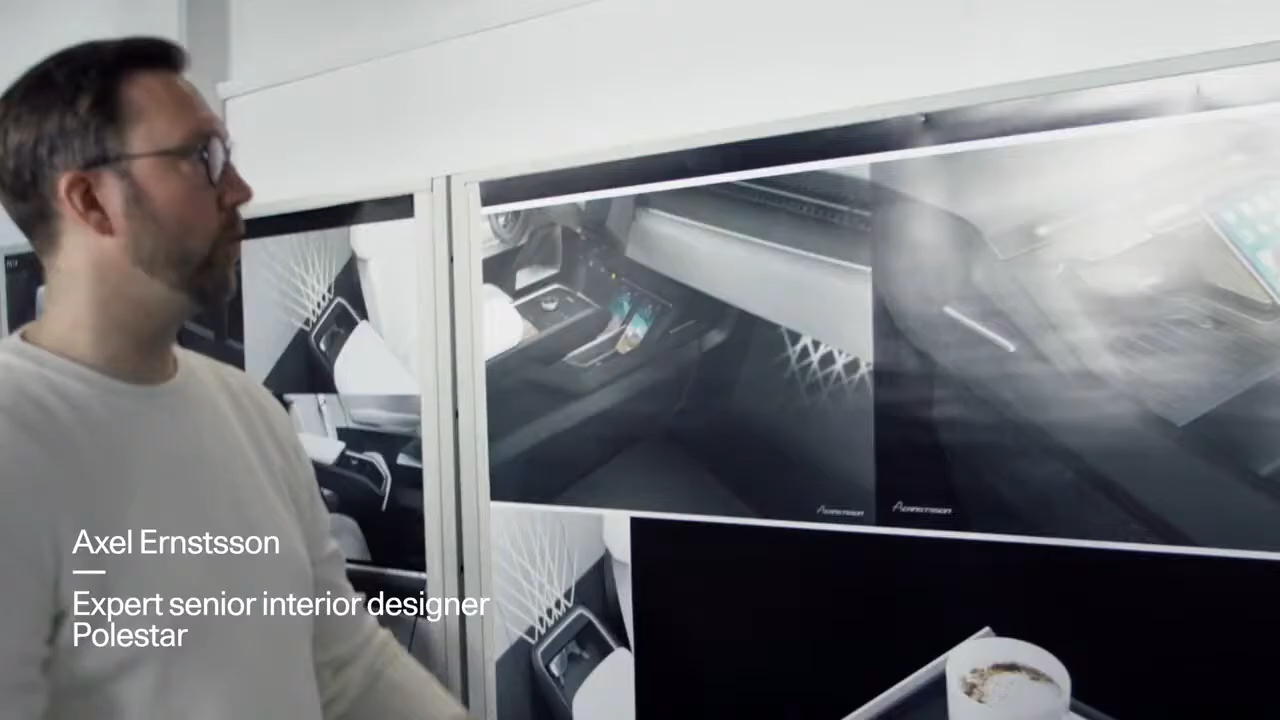 Axel Ernstsson
Expert senior interior designer
Polestar